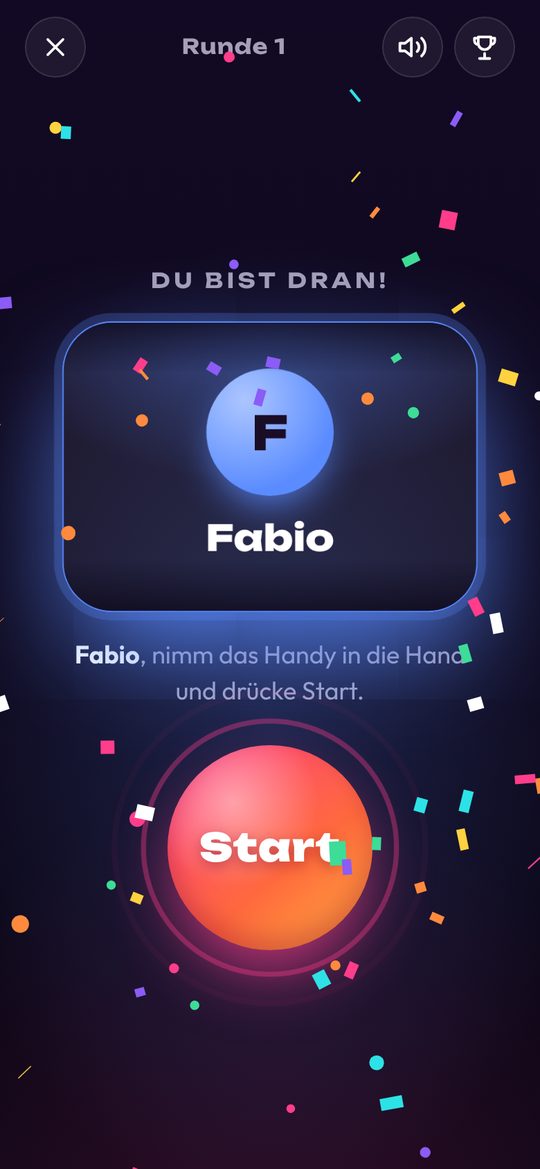 Runde 1
DU BIST DRAN!
F
Fabio
Fabio, nimm das Handy in die Hand
und drücke Start.
Start